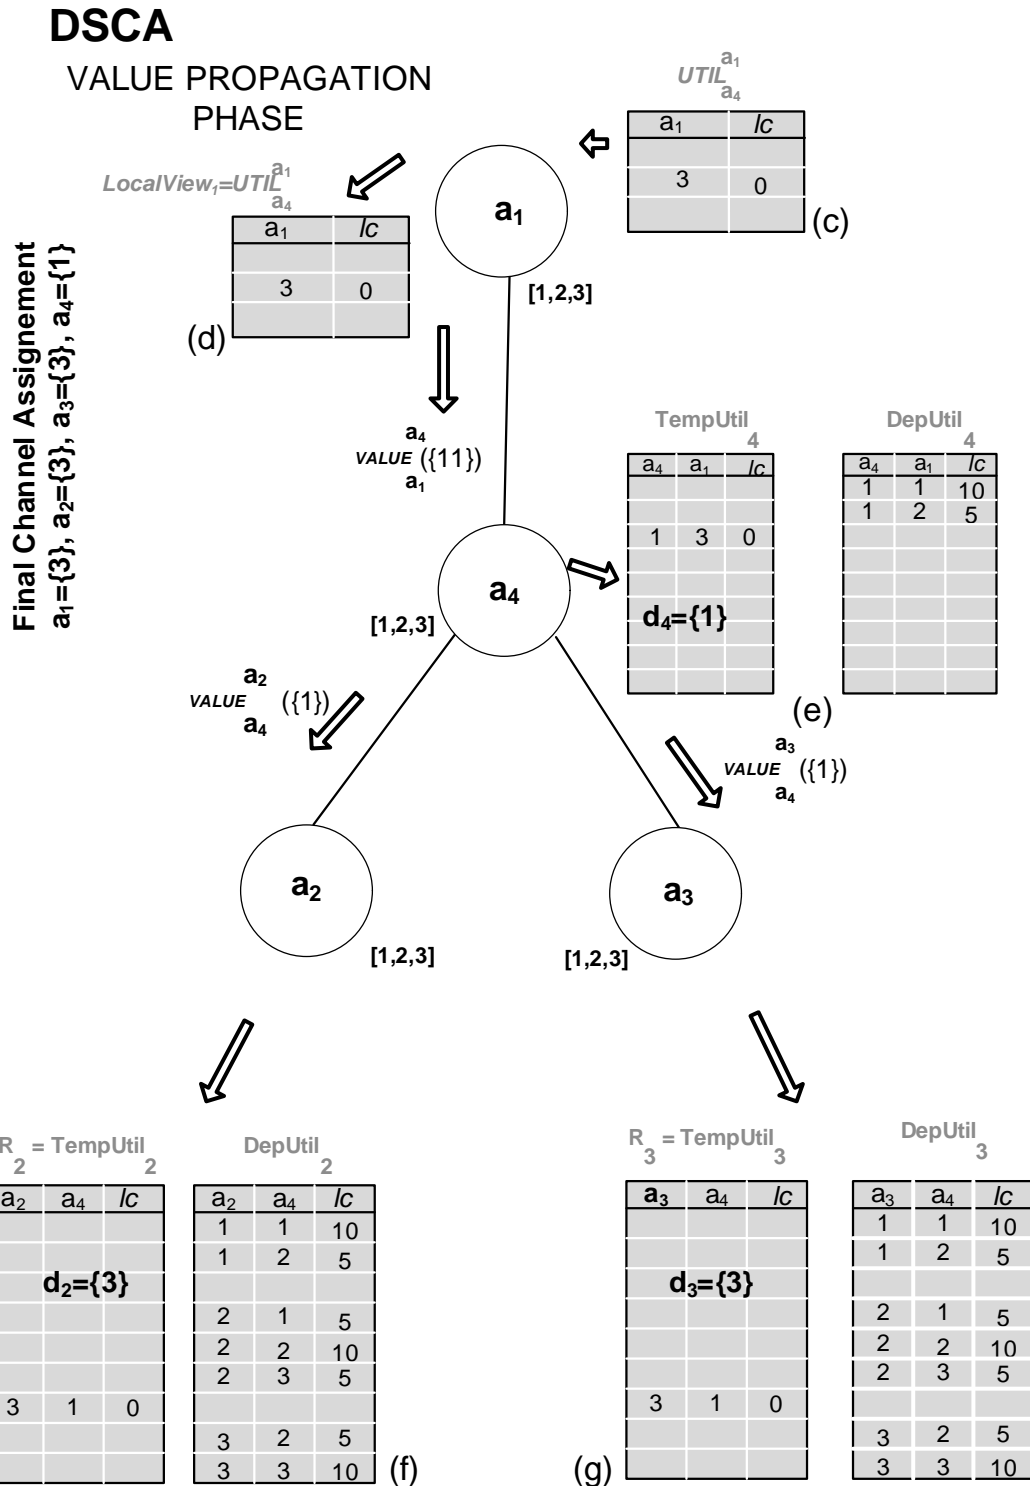 DSCA
VALUE PROPAGATION
PHASE
UTIL a1 a4
a1 lc
3 0
(c)
LocalView1=UTIL a1 a4
a1 lc
3 0
(d)
a1
[1,2,3]
Final Channel Assignement
a1={3}, a2={3}, a3={3}, a4={1}
a4
VALUE ({11})
a1
TempUtil 4
a4 a1 lc
1 3 0
d4={1}
DepUtil 4
a4 a1 lc
1 1 10
1 2 5
(e)
a4
[1,2,3]
a2
VALUE ({1})
a4
a3
VALUE ({1})
a4
a2
[1,2,3]
a3
[1,2,3]
R2 = TempUtil 2
a2 a4 lc
d2={3}
3 1 0
DepUtil 2
a2 a4 lc
1 1 10
1 2 5
2 1 5
2 2 10
2 3 5
3 2 5
3 3 10
(f)
R3 = TempUtil 3
a3 a4 lc
d3={3}
3 1 0
(g)
DepUtil 3
a3 a4 lc
1 1 10
1 2 5
2 1 5
2 2 10
2 3 5
3 2 5
3 3 10